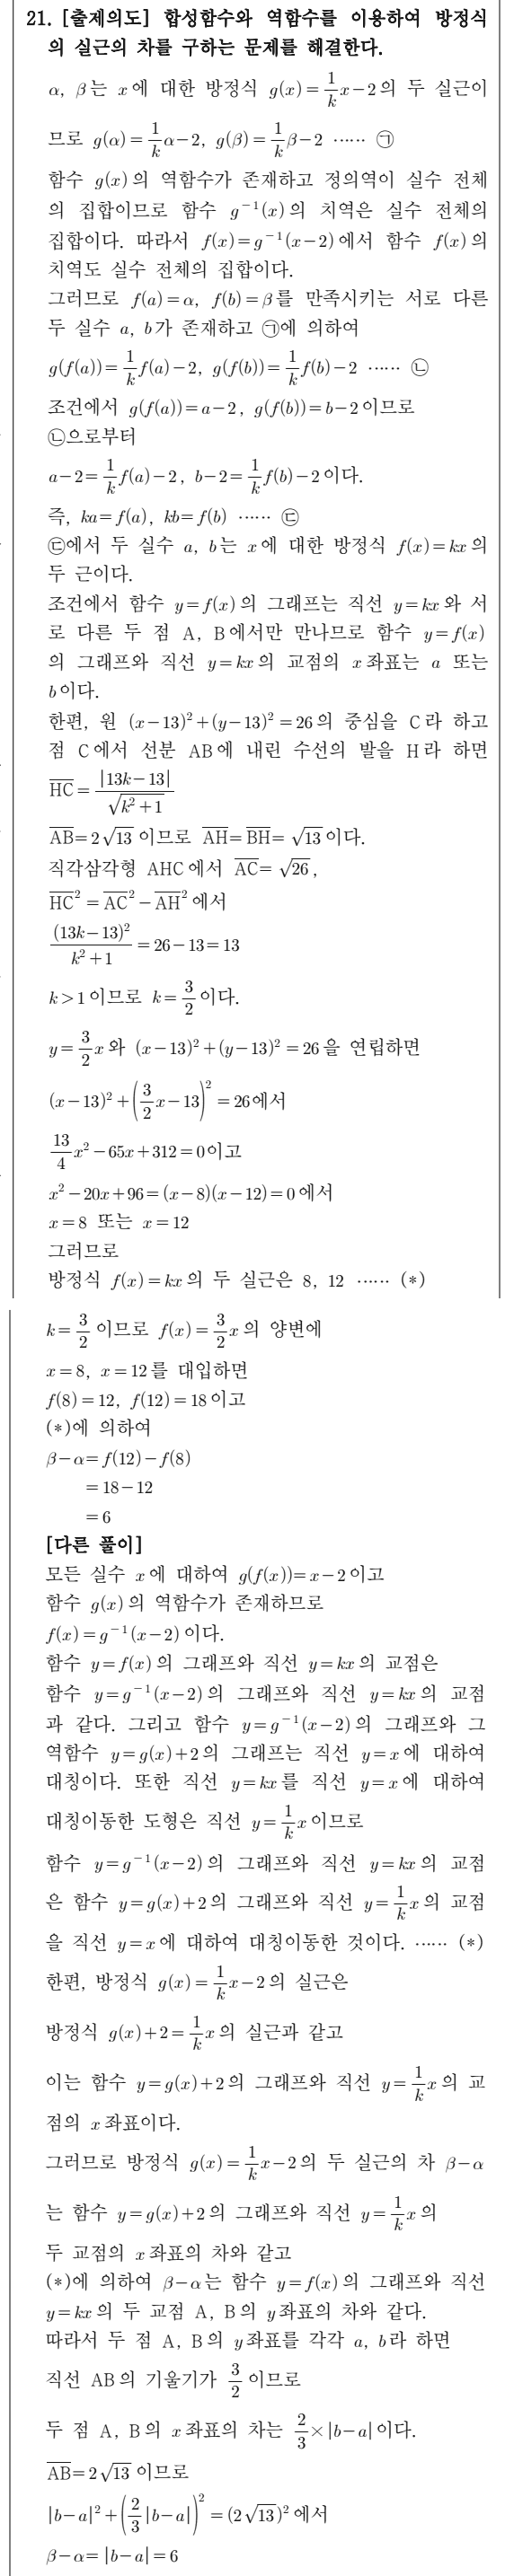 21. [출제의도] 합성함수와 역함수를 이용하여 방정식
의 실근의 차를 구하는 문제를 해결한다.
α, β는 x에 대한 방정식 g(x)=1/k x−2의 두 실근이
므로 g(α)=1/k α−2, g(β)=1/k β−2 ⋯⋯ ㉠
함수 g(x)의 역함수가 존재하고 정의역이 실수 전체
의 집합이므로 함수 g⁻¹(x)의 치역은 실수 전체의
집합이다. 따라서 f(x)=g⁻¹(x−2)에서 함수 f(x)의
치역도 실수 전체의 집합이다.
그러므로 f(a)=α, f(b)=β를 만족시키는 서로 다른
두 실수 a, b가 존재하고 ㉠에 의하여
g(f(a))=1/k f(a)−2, g(f(b))=1/k f(b)−2 ⋯⋯ ㉡
조건에서 g(f(a))=a−2, g(f(b))=b−2이므로
㉡으로부터
a−2=1/k f(a)−2, b−2=1/k f(b)−2이다.
즉, ka=f(a), kb=f(b) ⋯⋯ ㉢
㉢에서 두 실수 a, b는 x에 대한 방정식 f(x)=kx의
두 근이다.
조건에서 함수 y=f(x)의 그래프는 직선 y=kx와 서
로 다른 두 점 A, B에서만 만나므로 함수 y=f(x)
의 그래프와 직선 y=kx의 교점의 x좌표는 a 또는
b이다.
한편, 원 (x−13)²+(y−13)²=26의 중심을 C라 하고
점 C에서 선분 AB에 내린 수선의 발을 H라 하면
H̅C̅=|13k−13|/√(k²+1)
A̅B̅=2√13 이므로 A̅H̅=B̅H̅=√13이다.
직각삼각형 AHC에서 A̅C̅=√26,
H̅C̅²=A̅C̅²−A̅H̅²에서
(13k−13)²/(k²+1)=26−13=13
k>1이므로 k=3/2이다.
y=3/2 x와 (x−13)²+(y−13)²=26을 연립하면
(x−13)²+(3/2 x−13)²=26에서
13/4 x²−65x+312=0이고
x²−20x+96=(x−8)(x−12)=0에서
x=8 또는 x=12
그러므로
방정식 f(x)=kx의 두 실근은 8, 12 ⋯⋯ (*)
k=3/2 이므로 f(x)=3/2 x의 양변에
x=8, x=12를 대입하면
f(8)=12, f(12)=18이고
(*)에 의하여
β−α=f(12)−f(8)
=18−12
=6
[다른 풀이]
모든 실수 x에 대하여 g(f(x))=x−2이고
함수 g(x)의 역함수가 존재하므로
f(x)=g⁻¹(x−2)이다.
함수 y=f(x)의 그래프와 직선 y=kx의 교점은
함수 y=g⁻¹(x−2)의 그래프와 직선 y=kx의 교점
과 같다. 그리고 함수 y=g⁻¹(x−2)의 그래프와 그
역함수 y=g(x)+2의 그래프는 직선 y=x에 대하여
대칭이다. 또한 직선 y=kx를 직선 y=x에 대하여
대칭이동한 도형은 직선 y=1/k x이므로
함수 y=g⁻¹(x−2)의 그래프와 직선 y=kx의 교점
은 함수 y=g(x)+2의 그래프와 직선 y=1/k x의 교점
을 직선 y=x에 대하여 대칭이동한 것이다. ⋯⋯ (*)
한편, 방정식 g(x)=1/k x−2의 실근은
방정식 g(x)+2=1/k x의 실근과 같고
이는 함수 y=g(x)+2의 그래프와 직선 y=1/k x의 교
점의 x좌표이다.
그러므로 방정식 g(x)=1/k x−2의 두 실근의 차 β−α
는 함수 y=g(x)+2의 그래프와 직선 y=1/k x의
두 교점의 x좌표의 차와 같고
(*)에 의하여 β−α는 함수 y=f(x)의 그래프와 직선
y=kx의 두 교점 A, B의 y좌표의 차와 같다.
따라서 두 점 A, B의 y좌표를 각각 a, b라 하면
직선 AB의 기울기가 3/2 이므로
두 점 A, B의 x좌표의 차는 2/3×|b−a|이다.
A̅B̅=2√13 이므로
|b−a|²+(2/3|b−a|)²=(2√13)²에서
β−α=|b−a|=6